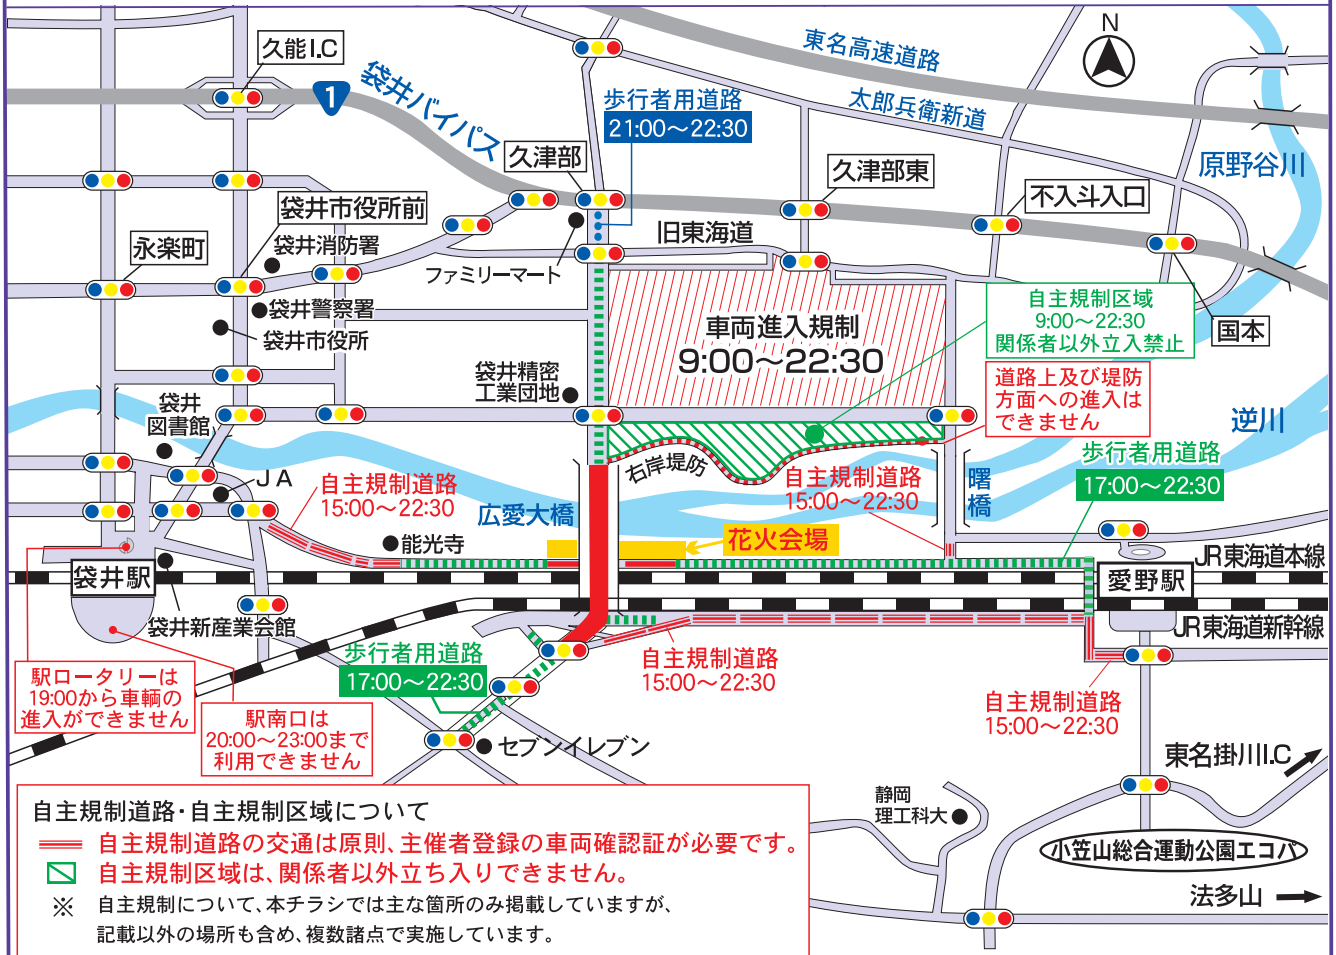 N
久能I.C
1
袋井バイパス
東名高速道路
太郎兵衛新道
歩行者用道路
21:00～22:30
原野谷川
久津部
久津部東
不入斗入口
袋井市役所前
永楽町
袋井消防署
旧東海道
ファミリーマート
袋井警察署
袋井市役所
国本
自主規制区域
9:00～22:30
関係者以外立入禁止
車両進入規制
9:00～22:30
道路上及び堤防
方面への進入は
できません
袋井精密
工業団地
袋井
図書館
逆川
歩行者用道路
17:00～22:30
右岸堤防
自主規制道路
15:00～22:30
曙橋
JA
自主規制道路
15:00～22:30
広愛大橋
能光寺
花火会場
JR東海道本線
袋井駅
愛野駅
袋井新産業会館
JR東海道新幹線
歩行者用道路
17:00～22:30
自主規制道路
15:00～22:30
駅ロータリーは
19:00から車輌の
進入ができません
駅南口は
20:00～23:00まで
利用できません
自主規制道路
15:00～22:30
セブンイレブン
東名掛川I.C
静岡
理工科大
小笠山総合運動公園エコパ
法多山
自主規制道路・自主規制区域について
自主規制道路の交通は原則、主催者登録の車両確認証が必要です。
自主規制区域は、関係者以外立ち入りできません。
※ 自主規制について、本チラシでは主な箇所のみ掲載していますが、
記載以外の場所も含め、複数諸点で実施しています。